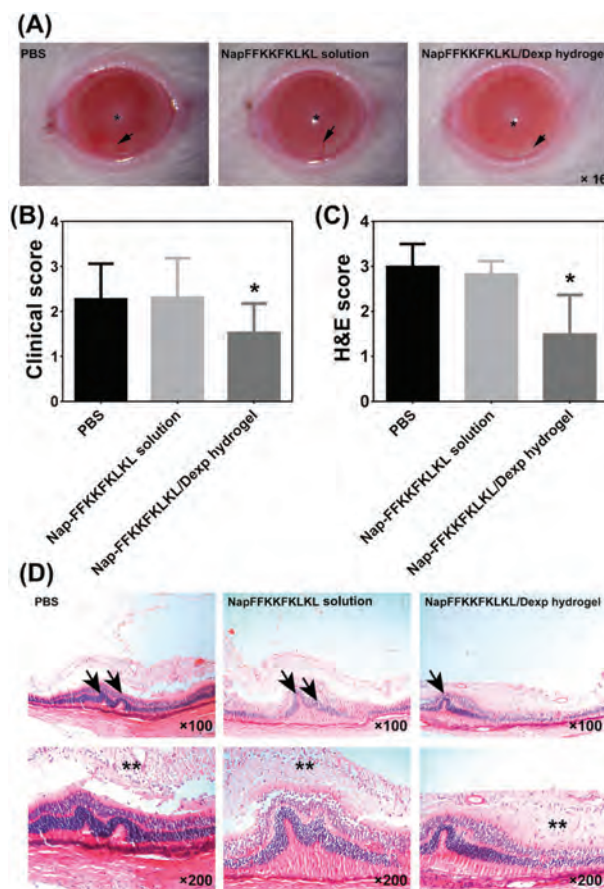 (A)
PBS
NapFFKKFKLKL solution
NapFFKKFKLKL/Dexp hydrogel
*
*
*
× 16
(B)
(C)
Clinical score
4
3
2
1
0
*
PBS
Nap-FFKKFKLKL solution
Nap-FFKKFKLKL/Dexp hydrogel
H&E score
4
3
2
1
0
*
PBS
Nap-FFKKFKLKL solution
Nap-FFKKFKLKL/Dexp hydrogel
(D)
PBS
NapFFKKFKLKL solution
NapFFKKFKLKL/Dexp hydrogel
×100
×100
×100
**
**
**
×200
×200
×200